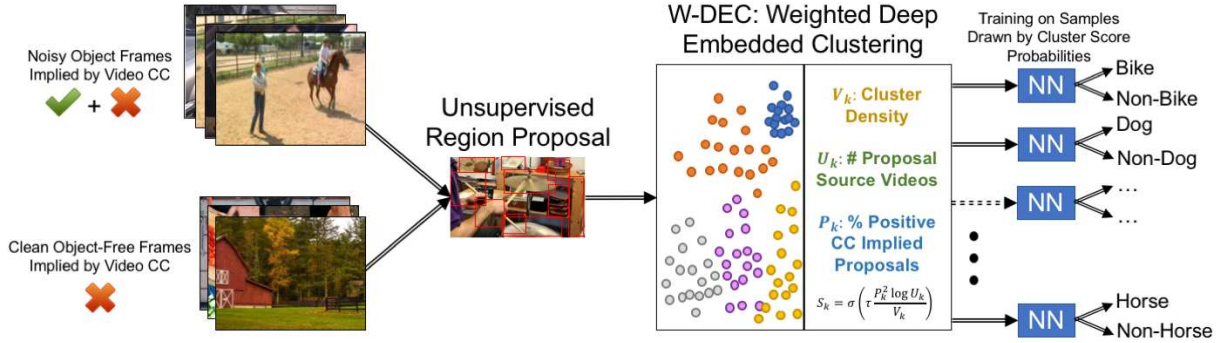 Noisy Object Frames
Implied by Video CC
+
Clean Object-Free Frames
Implied by Video CC
Unsupervised
Region Proposal
W-DEC: Weighted Deep
Embedded Clustering
V_k: Cluster
Density
U_k: # Proposal
Source Videos
P_k: % Positive
CC Implied
Proposals
S_k = σ(τ P_k^2 log U_k / V_k)
Training on Samples
Drawn by Cluster Score
Probabilities
NN
Bike
Non-Bike
NN
Dog
Non-Dog
NN
...
...
NN
Horse
Non-Horse